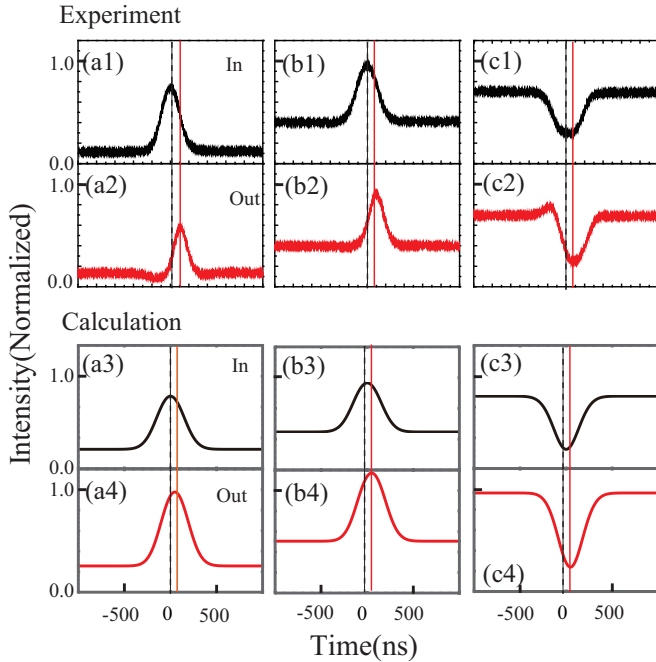 Experiment
(a1) In (b1) (c1)
1.0
0.0
(a2) Out (b2) (c2)
1.0
0.0
Intensity(Normalized)
Calculation
(a3) In (b3) (c3)
1.0
0.0
(a4) Out (b4) (c4)
1.0
0.0
-500 0 500 -500 0 500 -500 0 500
Time(ns)